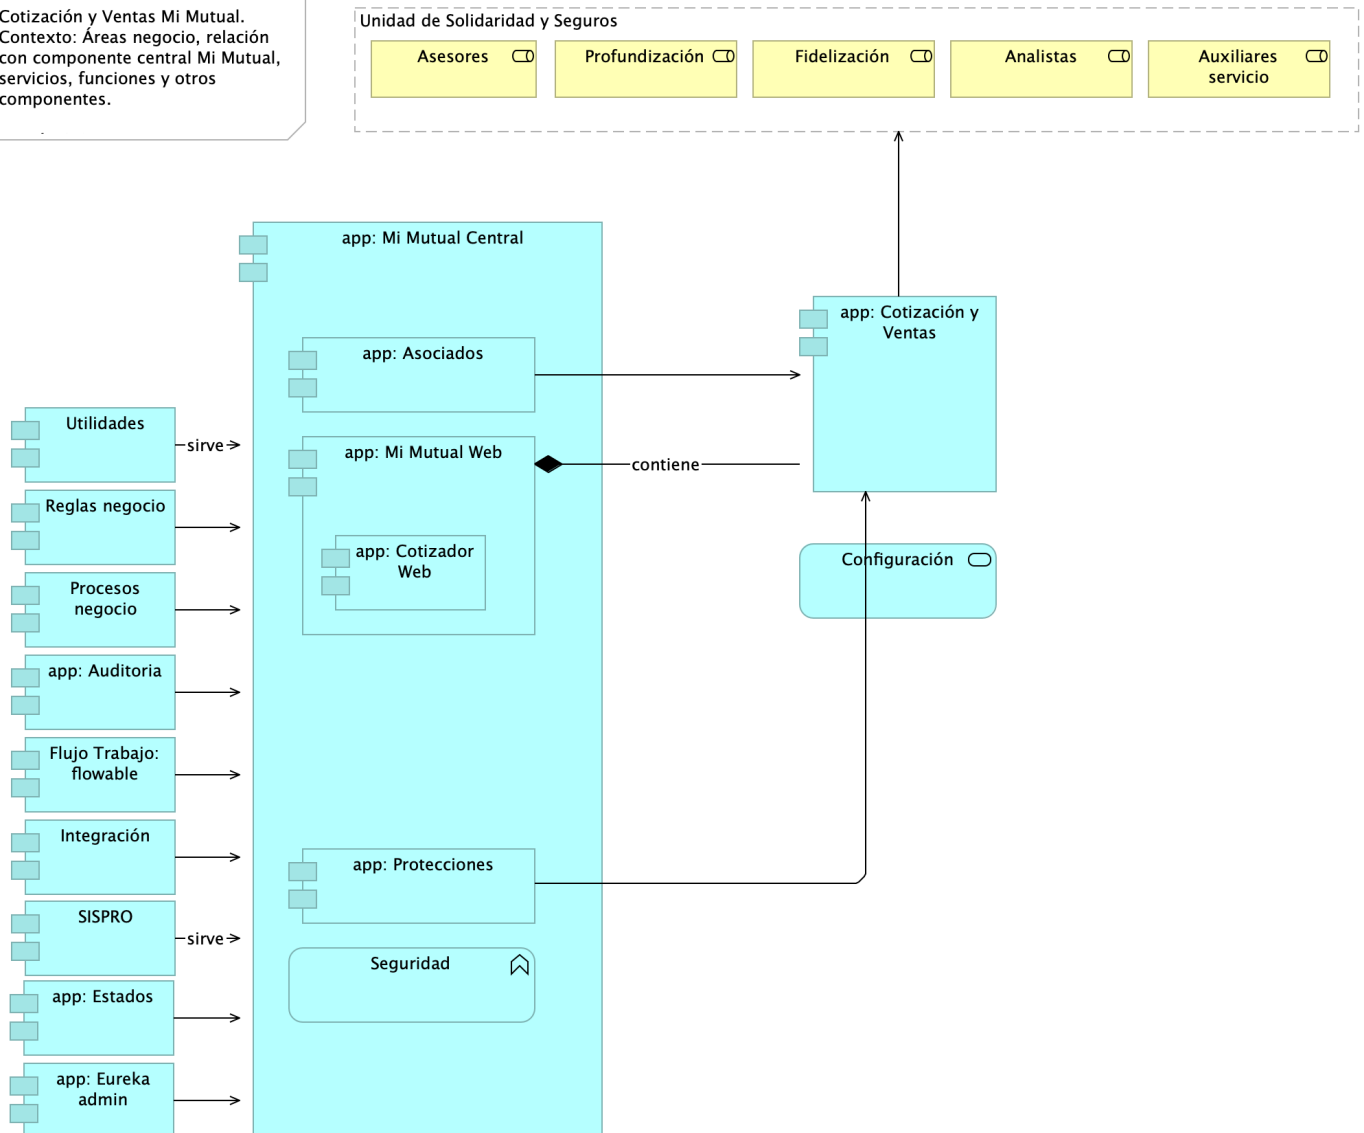 Cotización y Ventas Mi Mutual.
Contexto: Áreas negocio, relación
con componente central Mi Mutual,
servicios, funciones y otros
componentes.
.
Unidad de Solidaridad y Seguros
Asesores
Profundización
Fidelización
Analistas
Auxiliares
servicio
app: Mi Mutual Central
app: Cotización y
Ventas
app: Asociados
Utilidades
sirve
app: Mi Mutual Web
contiene
Reglas negocio
app: Cotizador
Web
Configuración
Procesos
negocio
app: Auditoria
Flujo Trabajo:
flowable
Integración
app: Protecciones
SISPRO
sirve
Seguridad
app: Estados
app: Eureka
admin